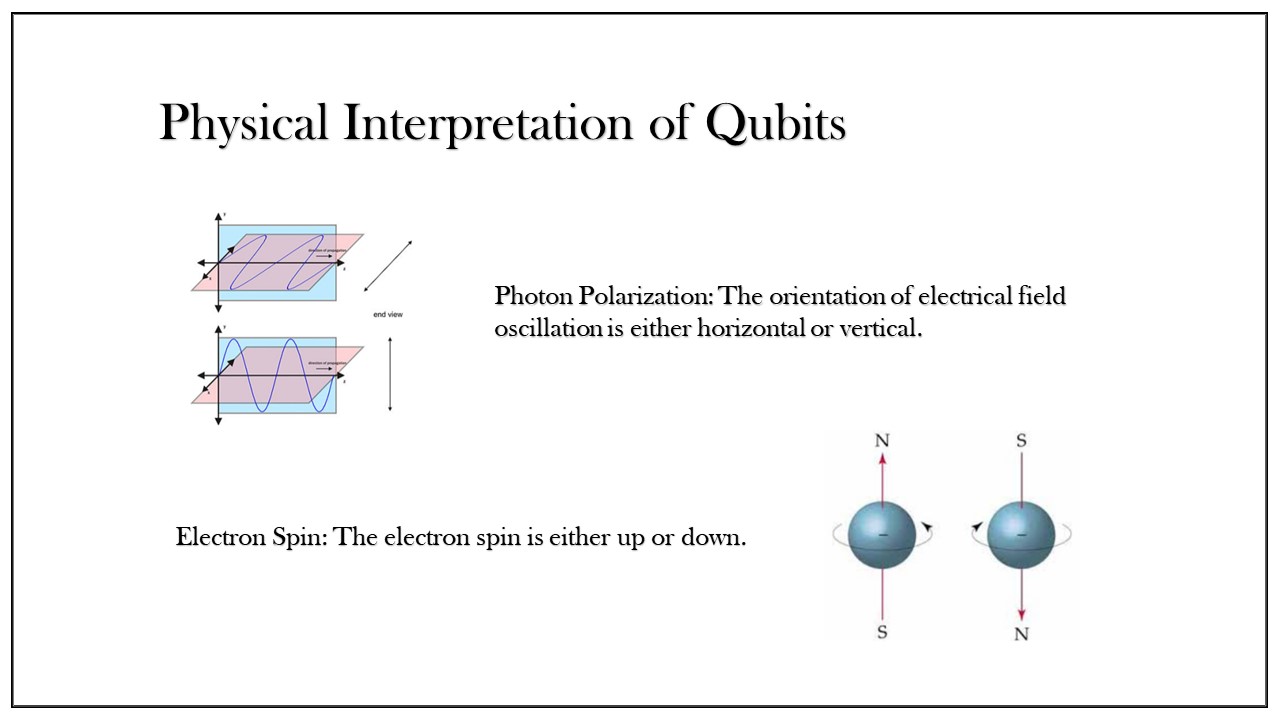 Physical Interpretation of Qubits
y
direction of propagation
x
z
end view
y
direction of propagation
x
z
Photon Polarization: The orientation of electrical field
oscillation is either horizontal or vertical.
N
S
Electron Spin: The electron spin is either up or down.
S
N